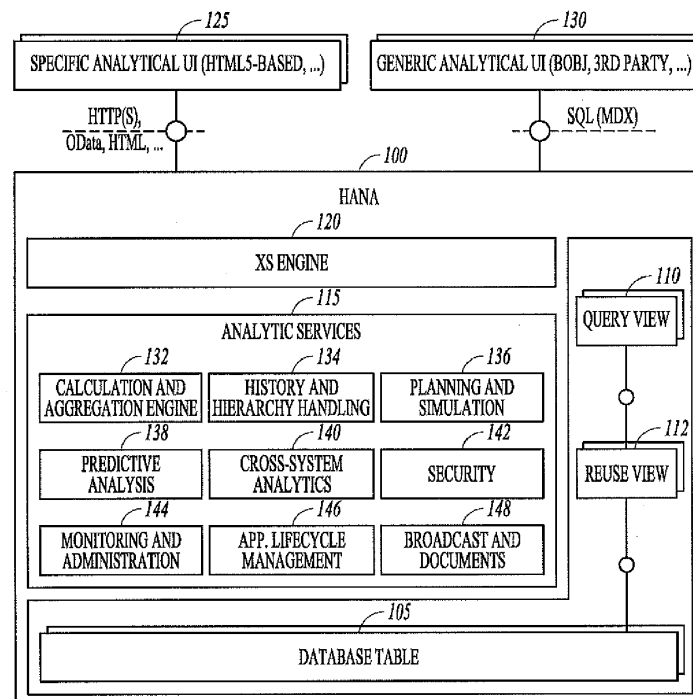 125
SPECIFIC ANALYTICAL UI (HTML5-BASED, ...)
130
GENERIC ANALYTICAL UI (BOBJ, 3RD PARTY, ...)
HTTP(S),
OData, HTML, ...
SQL (MDX)
100
HANA
120
XS ENGINE
115
ANALYTIC SERVICES
132
CALCULATION AND
AGGREGATION ENGINE
134
HISTORY AND
HIERARCHY HANDLING
136
PLANNING AND
SIMULATION
138
PREDICTIVE
ANALYSIS
140
CROSS-SYSTEM
ANALYTICS
142
SECURITY
144
MONITORING AND
ADMINISTRATION
146
APP. LIFECYCLE
MANAGEMENT
148
BROADCAST AND
DOCUMENTS
110
QUERY VIEW
112
REUSE VIEW
105
DATABASE TABLE